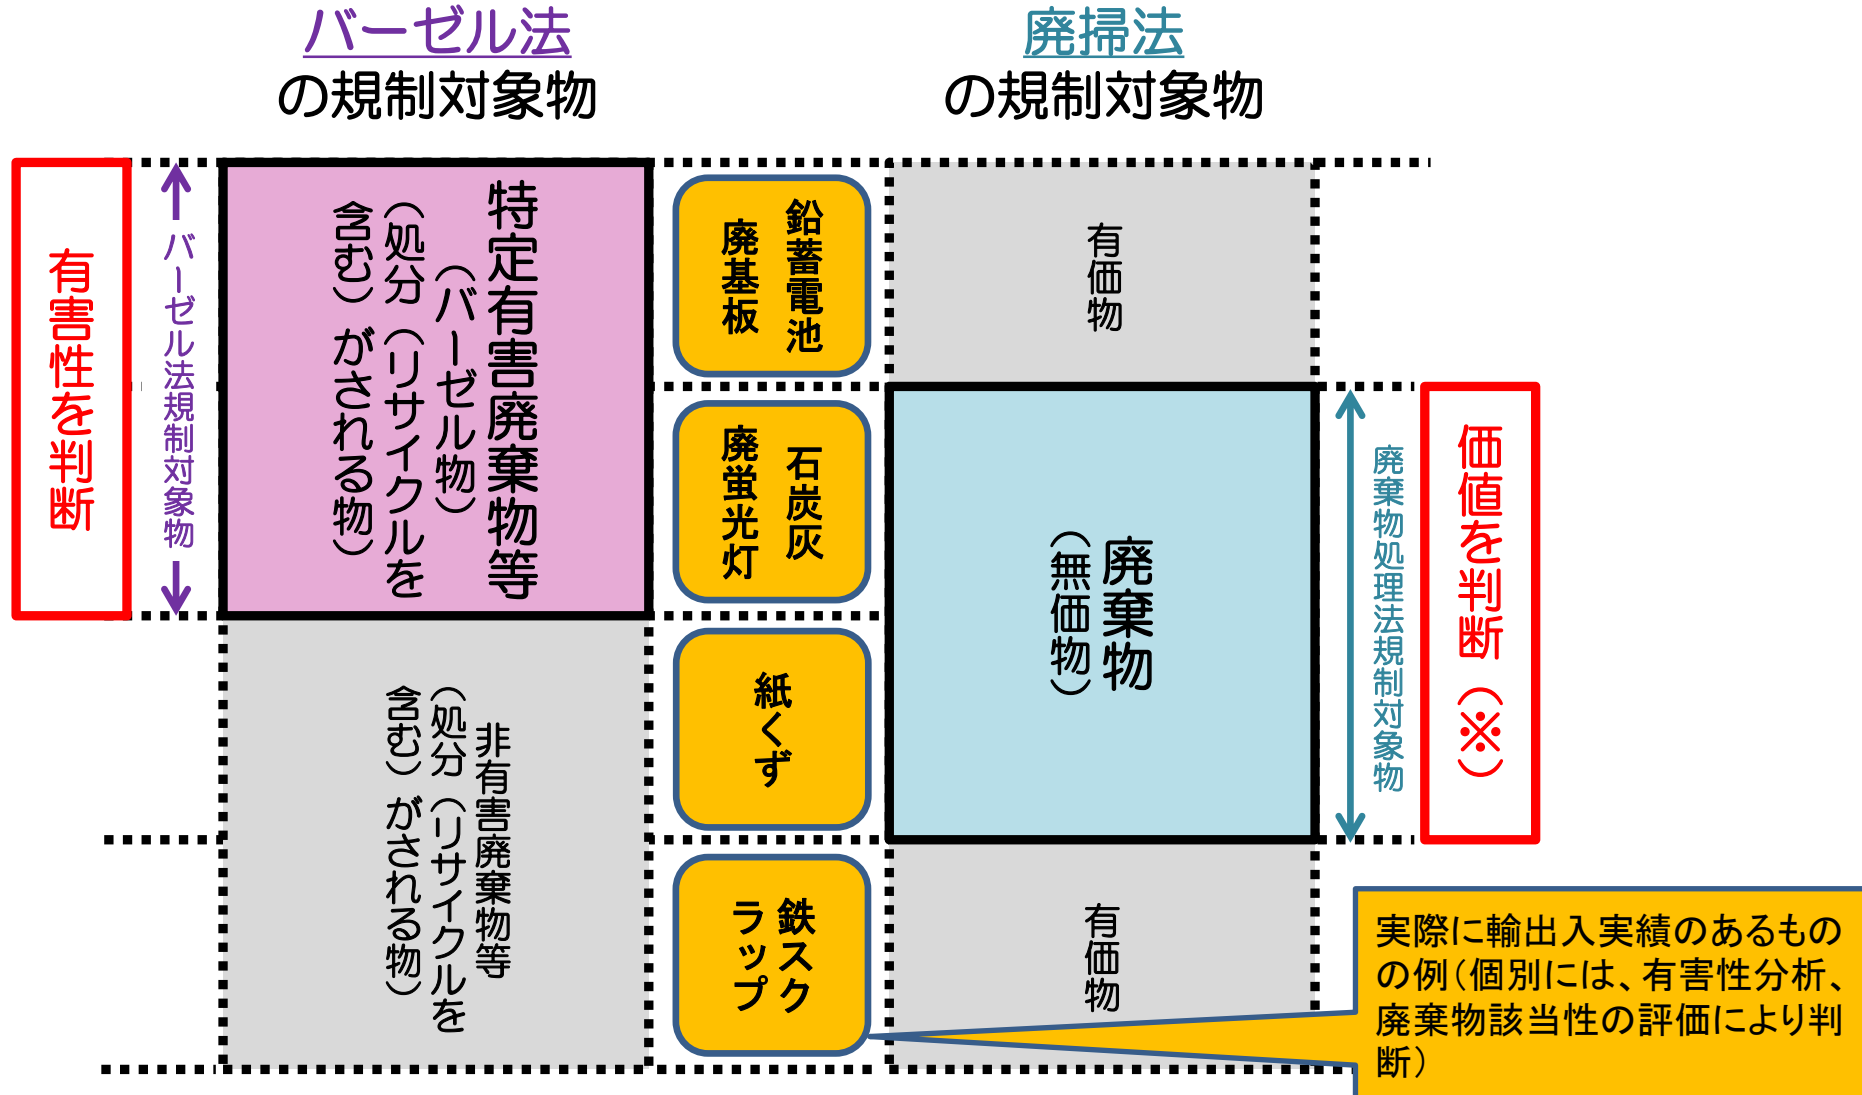 バーゼル法
の規制対象物
廃掃法
の規制対象物
有害性を判断
バーゼル法規制対象物
特定有害廃棄物等
（バーゼル物）
（処分（リサイクルを
含む）がされる物）
非有害廃棄物等
（処分（リサイクルを
含む）がされる物）
鉛蓄電池
廃基板
石炭灰
廃蛍光灯
紙くず
鉄スク
ラップ
有価物
廃棄物
（無価物）
有価物
廃棄物処理法規制対象物
価値を判断（※）
実際に輸出入実績のあるもの
の例（個別には、有害性分析、
廃棄物該当性の評価により判
断）